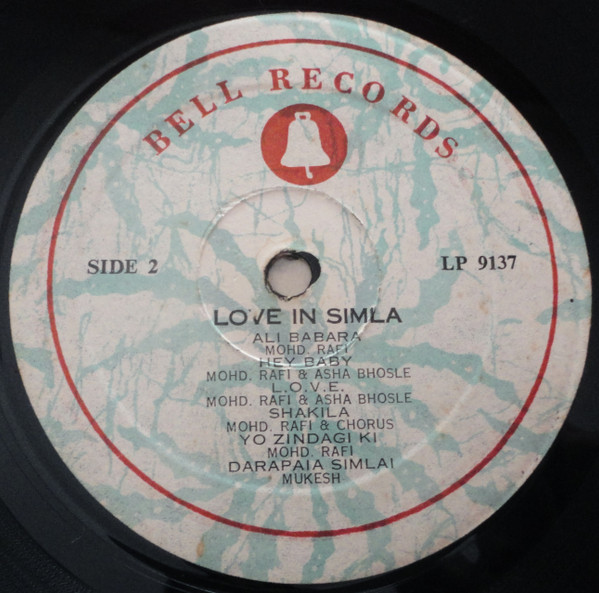 BELL RECORDS
SIDE 2
LP 9137
LOVE IN SIMLA
ALI BABARA
MOHD. RAFI
HEY BABY
MOHD. RAFI & ASHA BHOSLE
L.O.V.E.
MOHD. RAFI & ASHA BHOSLE
SHAKILA
MOHD. RAFI & CHORUS
YO ZINDAGI KI
MOHD. RAFI
DARAPAIA SIMLAI
MUKESH